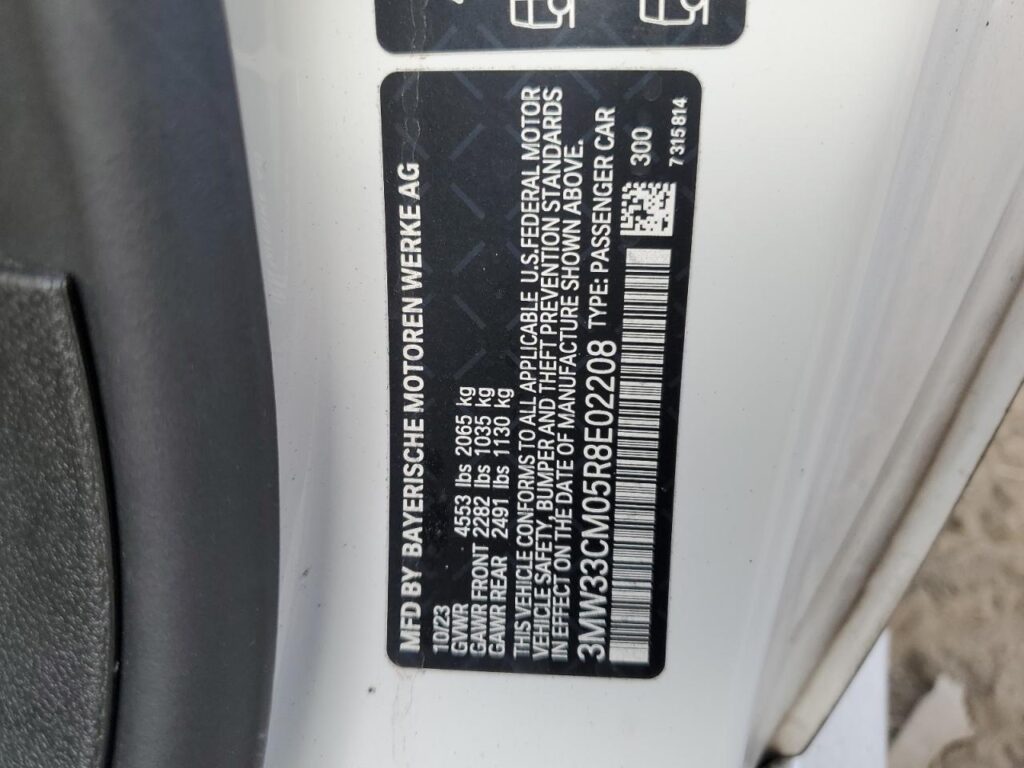 MFD BY BAYERISCHE MOTOREN WERKE AG
10/23
GVWR 4553 lbs 2065 kg
GAWR FRONT 2282 lbs 1035 kg
GAWR REAR 2491 lbs 1130 kg
THIS VEHICLE CONFORMS TO ALL APPLICABLE U.S.FEDERAL MOTOR
VEHICLE SAFETY, BUMPER AND THEFT PREVENTION STANDARDS
IN EFFECT ON THE DATE OF MANUFACTURE SHOWN ABOVE.
3MW33CM05R8E02208 TYPE: PASSENGER CAR
300
7 315 814